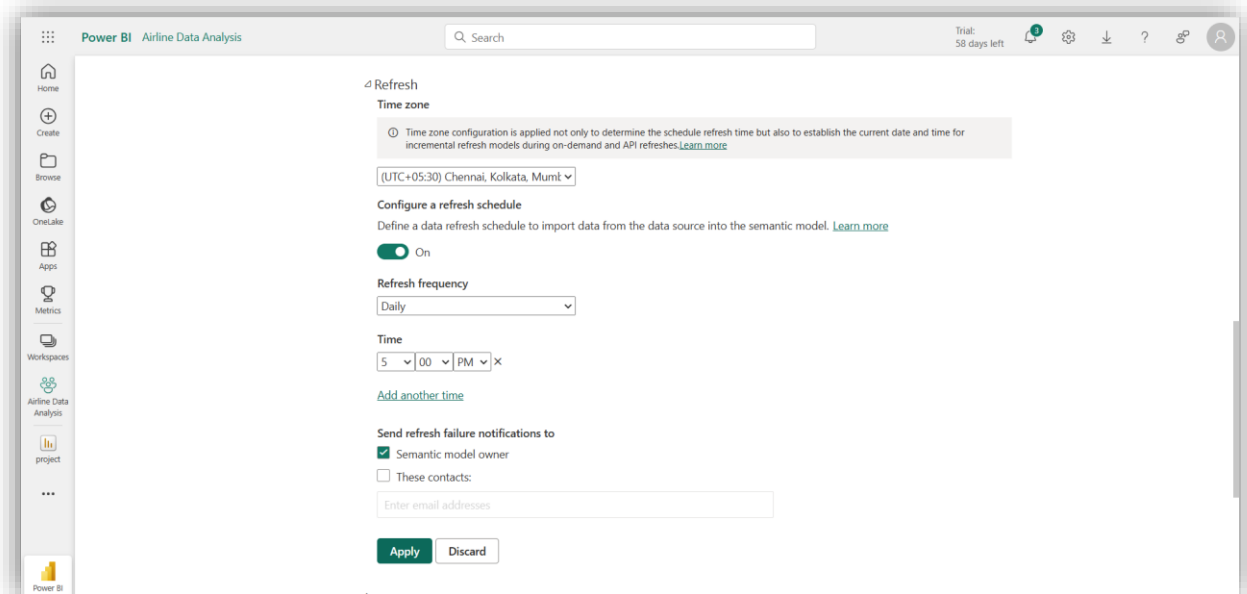 Power BI Airline Data Analysis
Search
Trial:
58 days left
3
?
Home
Create
Browse
OneLake
Apps
Metrics
Workspaces
Airline Data
Analysis
project
Power BI
Refresh
Time zone
Time zone configuration is applied not only to determine the schedule refresh time but also to establish the current date and time for
incremental refresh models during on-demand and API refreshes.Learn more
(UTC+05:30) Chennai, Kolkata, Mumb
Configure a refresh schedule
Define a data refresh schedule to import data from the data source into the semantic model. Learn more
On
Refresh frequency
Daily
Time
5 00 PM
Add another time
Send refresh failure notifications to
Semantic model owner
These contacts:
Enter email addresses
Apply Discard